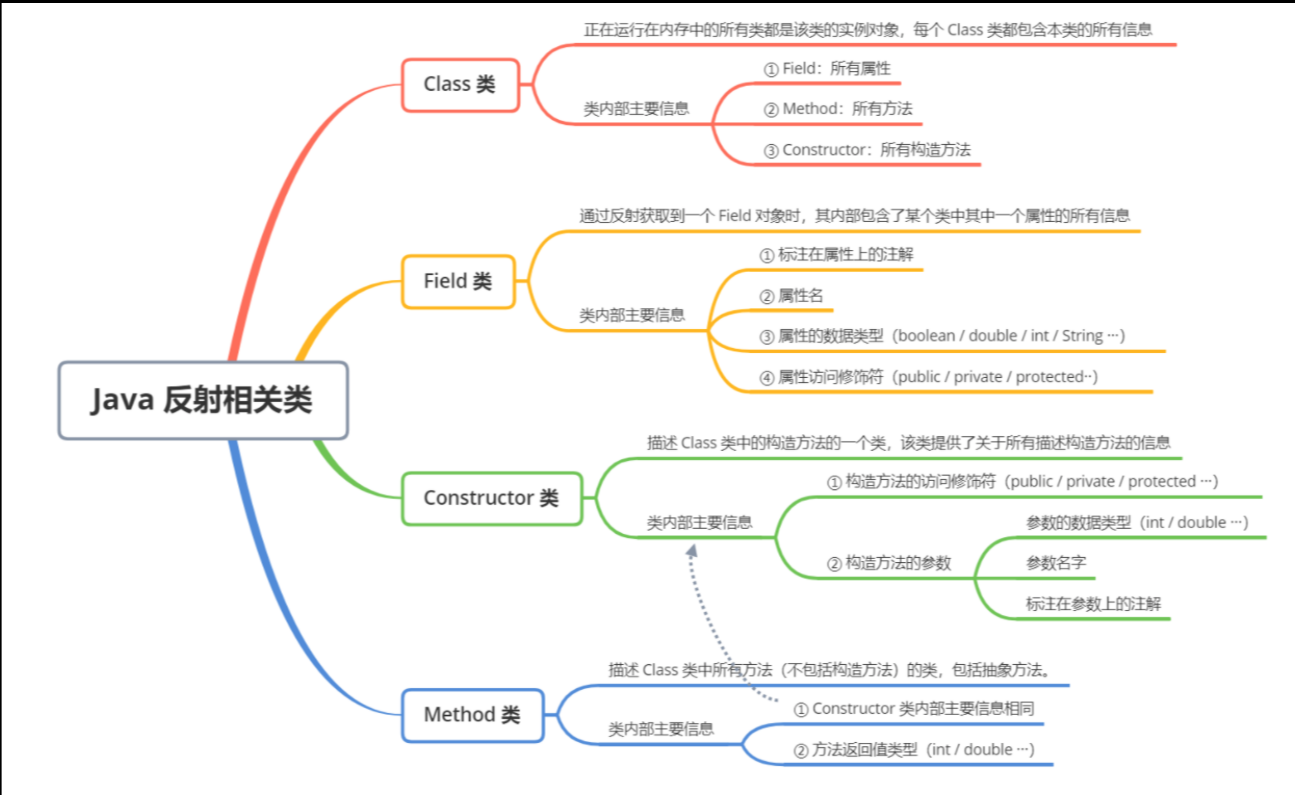 Java 反射相关类
Class 类
正在运行在内存中的所有类都是该类的实例对象，每个 Class 类都包含本类的所有信息
类内部主要信息
① Field：所有属性
② Method：所有方法
③ Constructor：所有构造方法
Field 类
通过反射获取到一个 Field 对象时，其内部包含了某个类中其中一个属性的所有信息
类内部主要信息
① 标注在属性上的注解
② 属性名
③ 属性的数据类型（boolean / double / int / String ···）
④ 属性访问修饰符（public / private / protected··）
Constructor 类
描述 Class 类中的构造方法的一个类，该类提供了关于所有描述构造方法的信息
类内部主要信息
① 构造方法的访问修饰符（public / private / protected ···）
② 构造方法的参数
参数的数据类型（int / double ···）
参数名字
标注在参数上的注解
Method 类
描述 Class 类中所有方法（不包括构造方法）的类，包括抽象方法。
类内部主要信息
① Constructor 类内部主要信息相同
② 方法返回值类型（int / double ···）